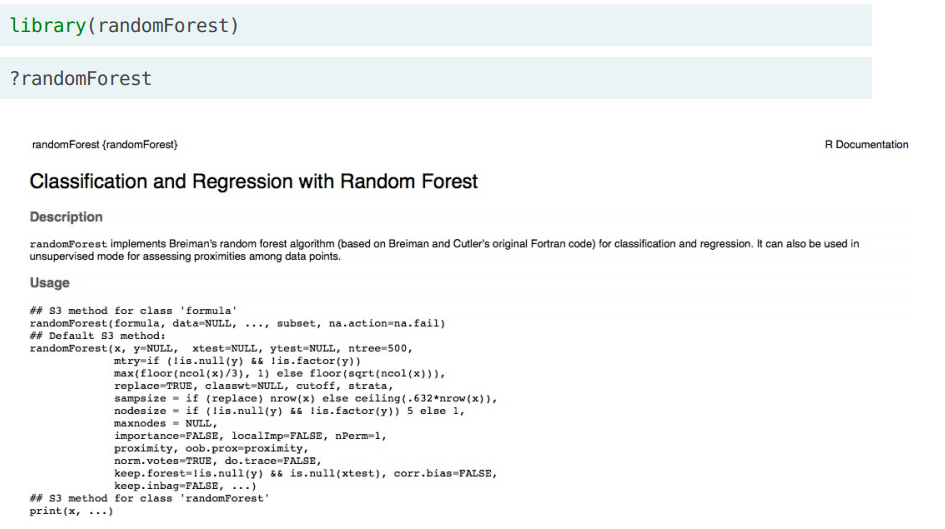 library(randomForest)
?randomForest
randomForest {randomForest} R Documentation
Classification and Regression with Random Forest
Description
randomForest implements Breiman's random forest algorithm (based on Breiman and Cutler's original Fortran code) for classification and regression. It can also be used in
unsupervised mode for assessing proximities among data points.
Usage
## S3 method for class 'formula'
randomForest(formula, data=NULL, ..., subset, na.action=na.fail)
## Default S3 method:
randomForest(x, y=NULL, xtest=NULL, ytest=NULL, ntree=500,
mtry=if (!is.null(y) && !is.factor(y))
max(floor(ncol(x)/3), 1) else floor(sqrt(ncol(x))),
replace=TRUE, classwt=NULL, cutoff, strata,
sampsize = if (replace) nrow(x) else ceiling(.632*nrow(x)),
nodesize = if (!is.null(y) && !is.factor(y)) 5 else 1,
maxnodes = NULL,
importance=FALSE, localImp=FALSE, nPerm=1,
proximity, oob.prox=proximity,
norm.votes=TRUE, do.trace=FALSE,
keep.forest=!is.null(y) && is.null(xtest), corr.bias=FALSE,
keep.inbag=FALSE, ...)
## S3 method for class 'randomForest'
print(x, ...)